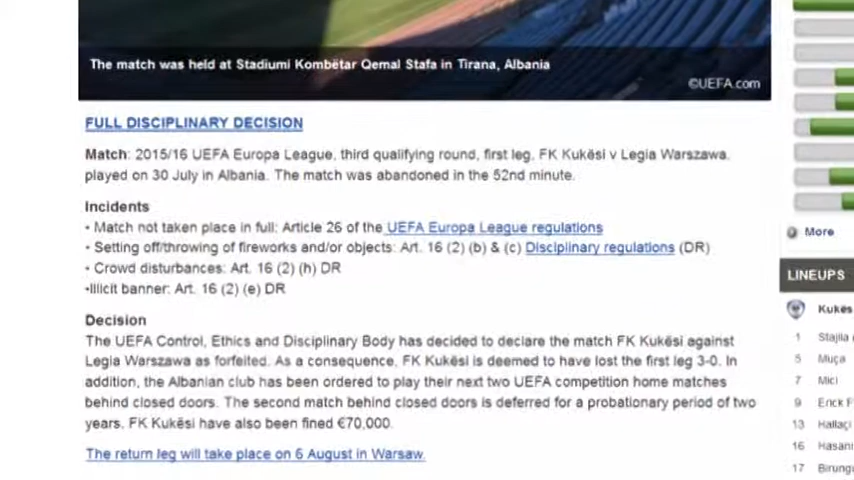 The match was held at Stadiumi Kombëtar Qemal Stafa in Tirana, Albania
©UEFA.com
FULL DISCIPLINARY DECISION
Match: 2015/16 UEFA Europa League, third qualifying round, first leg, FK Kukësi v Legia Warszawa,
played on 30 July in Albania. The match was abandoned in the 52nd minute.
Incidents
• Match not taken place in full: Article 26 of the UEFA Europa League regulations
• Setting off/throwing of fireworks and/or objects: Art. 16 (2) (b) & (c) Disciplinary regulations (DR)
• Crowd disturbances: Art. 16 (2) (h) DR
•Illicit banner: Art. 16 (2) (e) DR
Decision
The UEFA Control, Ethics and Disciplinary Body has decided to declare the match FK Kukësi against
Legia Warszawa as forfeited. As a consequence, FK Kukësi is deemed to have lost the first leg 3-0. In
addition, the Albanian club has been ordered to play their next two UEFA competition home matches
behind closed doors. The second match behind closed doors is deferred for a probationary period of two
years. FK Kukësi have also been fined €70,000.
The return leg will take place on 6 August in Warsaw.
More
LINEUPS
Kukës
1 Stajila
5 Muça
7 Mici
9 Erick F
13 Hallaçi
16 Hasani
17 Birungu